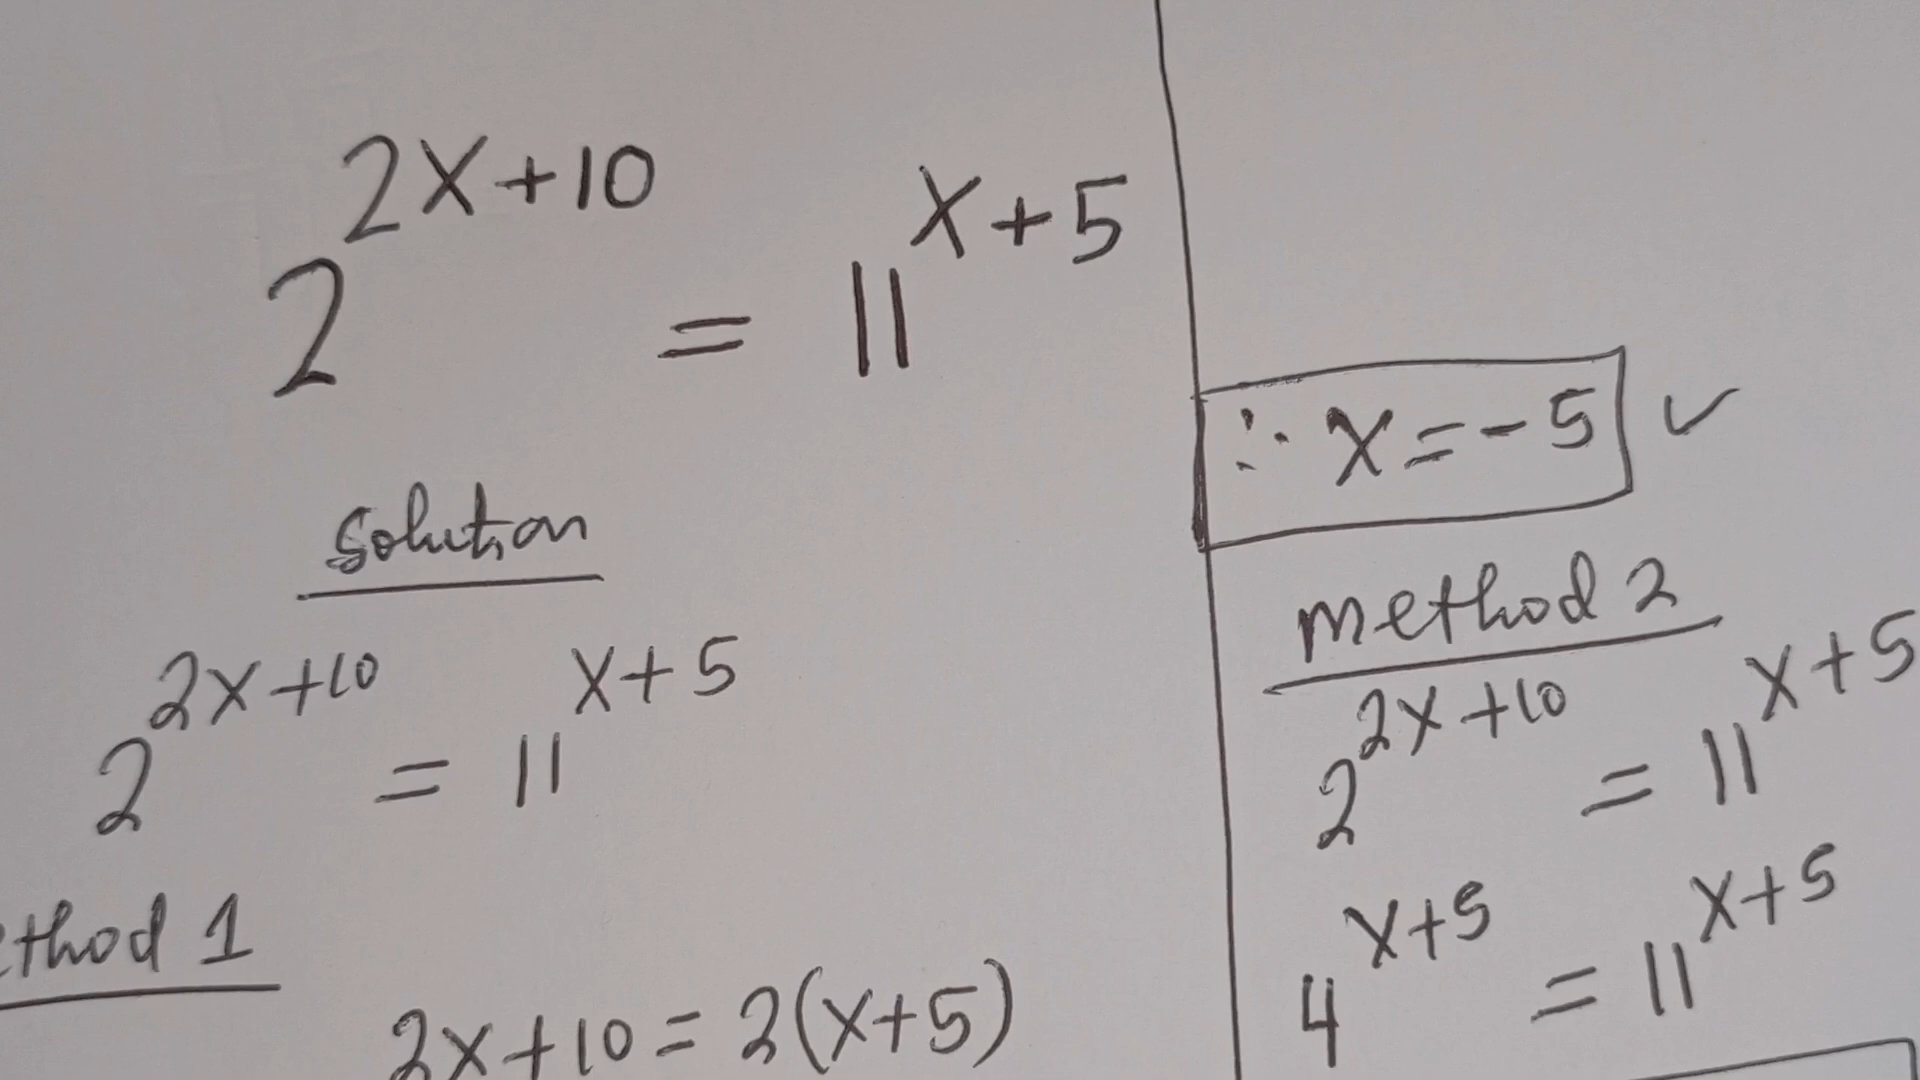 2^{2x+10} = 11^{x+5}
Solution
2^{2x+10} = 11^{x+5}
ethod 1
2x+10 = 2(x+5)
∴ x = -5 ✓
method 2
2^{2x+10} = 11^{x+5}
4^{x+5} = 11^{x+5}